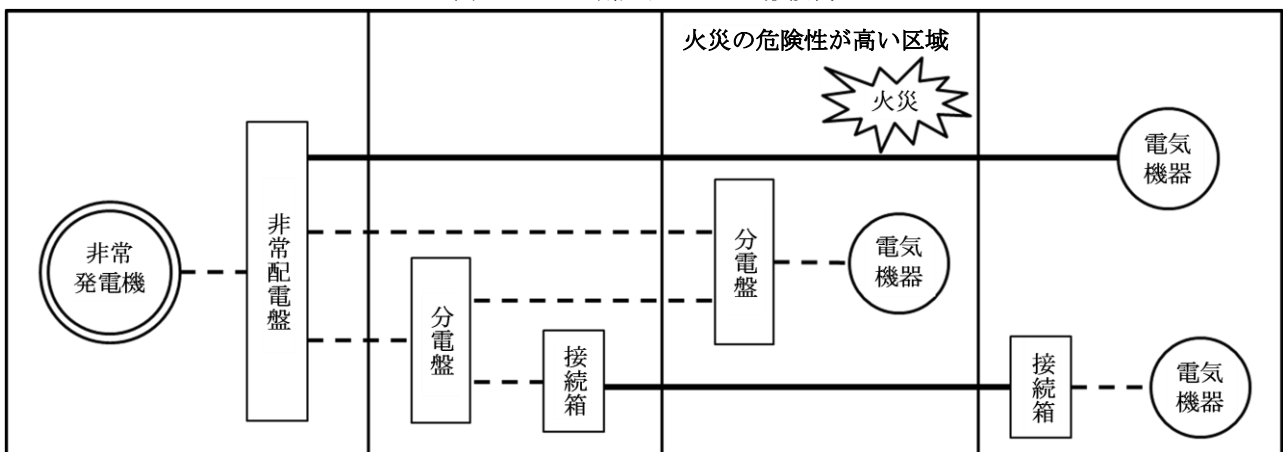 火災の危険性が高い区域
火災
電気
機器
非常配電盤
非常
発電機
分電盤
電気
機器
分電盤
接続箱
接続箱
電気
機器